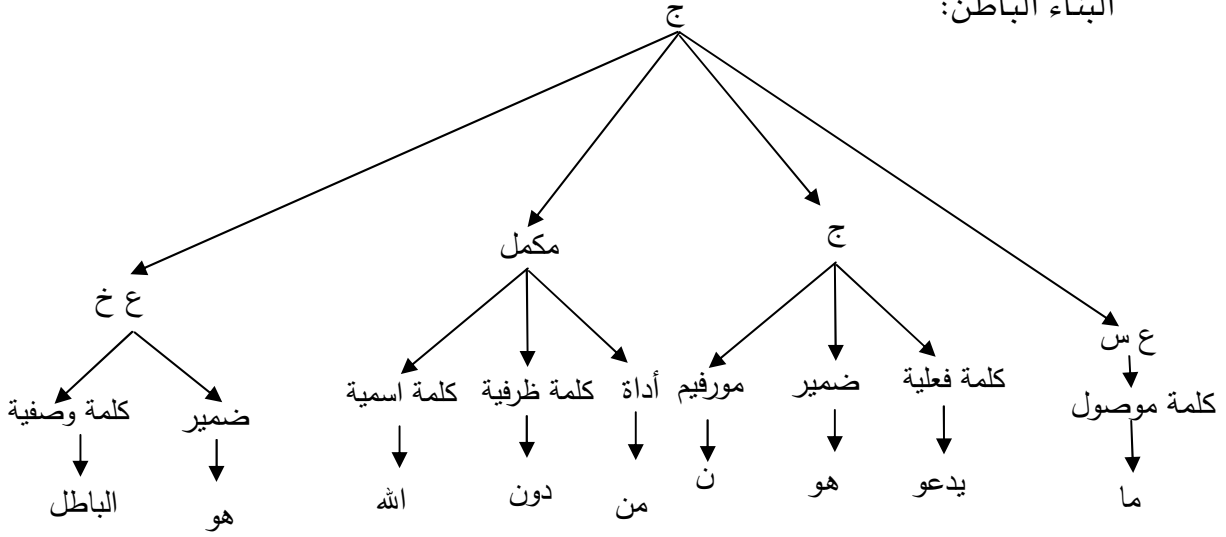 البناء الباطن:
ج
ج
مكمل
ع خ
ع س
كلمة موصول
كلمة فعلية
ضمير
مورفيم
أداة
كلمة ظرفية
كلمة اسمية
ضمير
كلمة وصفية
ما
يدعو
هو
ن
من
دون
الله
هو
الباطل